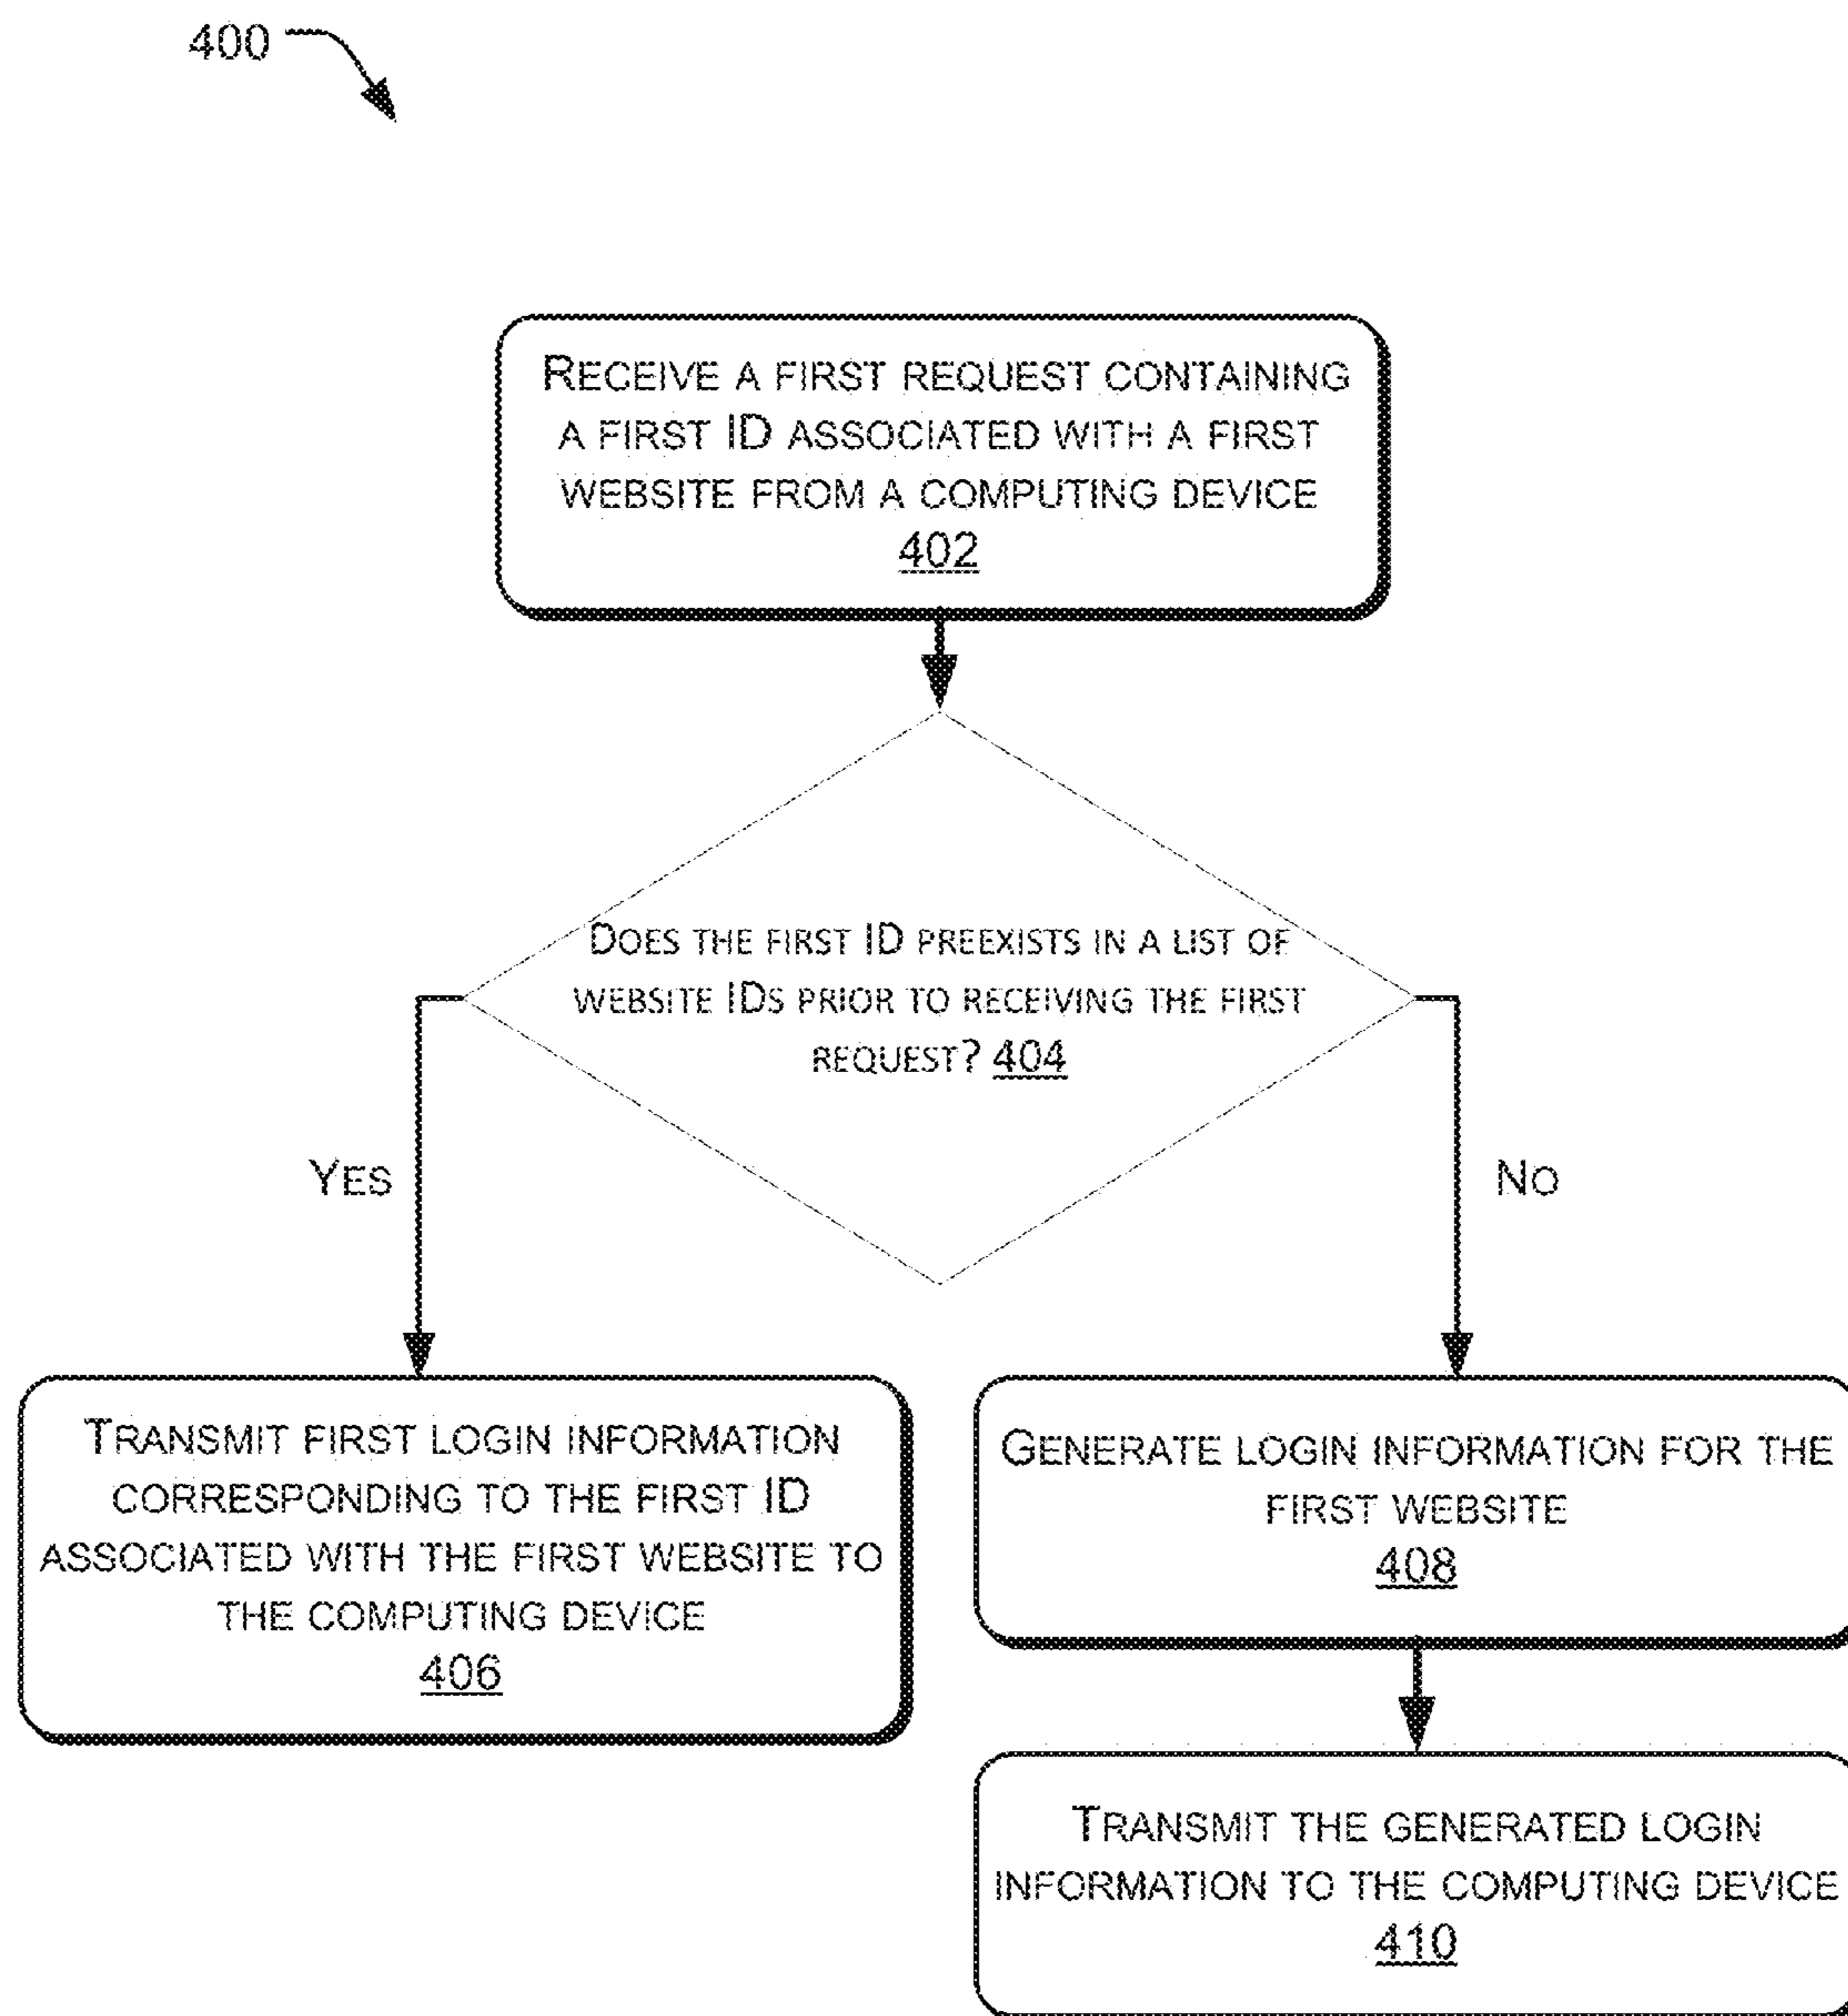 400
RECEIVE A FIRST REQUEST CONTAINING
A FIRST ID ASSOCIATED WITH A FIRST
WEBSITE FROM A COMPUTING DEVICE
402
DOES THE FIRST ID PREEXISTS IN A LIST OF
WEBSITE IDS PRIOR TO RECEIVING THE FIRST
REQUEST? 404
YES
NO
TRANSMIT FIRST LOGIN INFORMATION
CORRESPONDING TO THE FIRST ID
ASSOCIATED WITH THE FIRST WEBSITE TO
THE COMPUTING DEVICE
406
GENERATE LOGIN INFORMATION FOR THE
FIRST WEBSITE
408
TRANSMIT THE GENERATED LOGIN
INFORMATION TO THE COMPUTING DEVICE
410